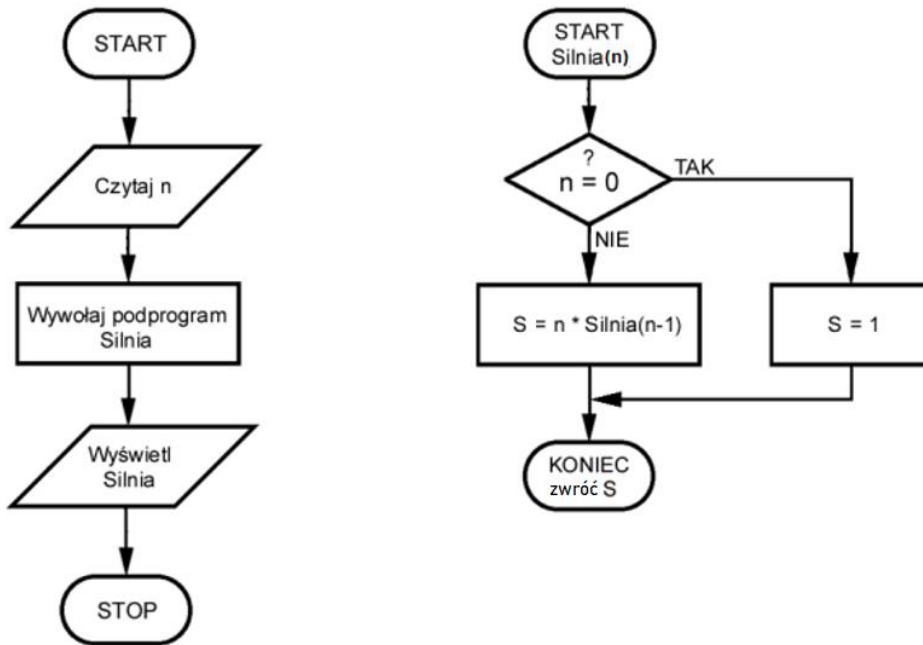 START
Czytaj n
Wywołaj podprogram
Silnia
Wyświetl
Silnia
STOP
START
Silnia(n)
?
n = 0
TAK
NIE
S = n * Silnia(n-1)
S = 1
KONIEC
zwróć S